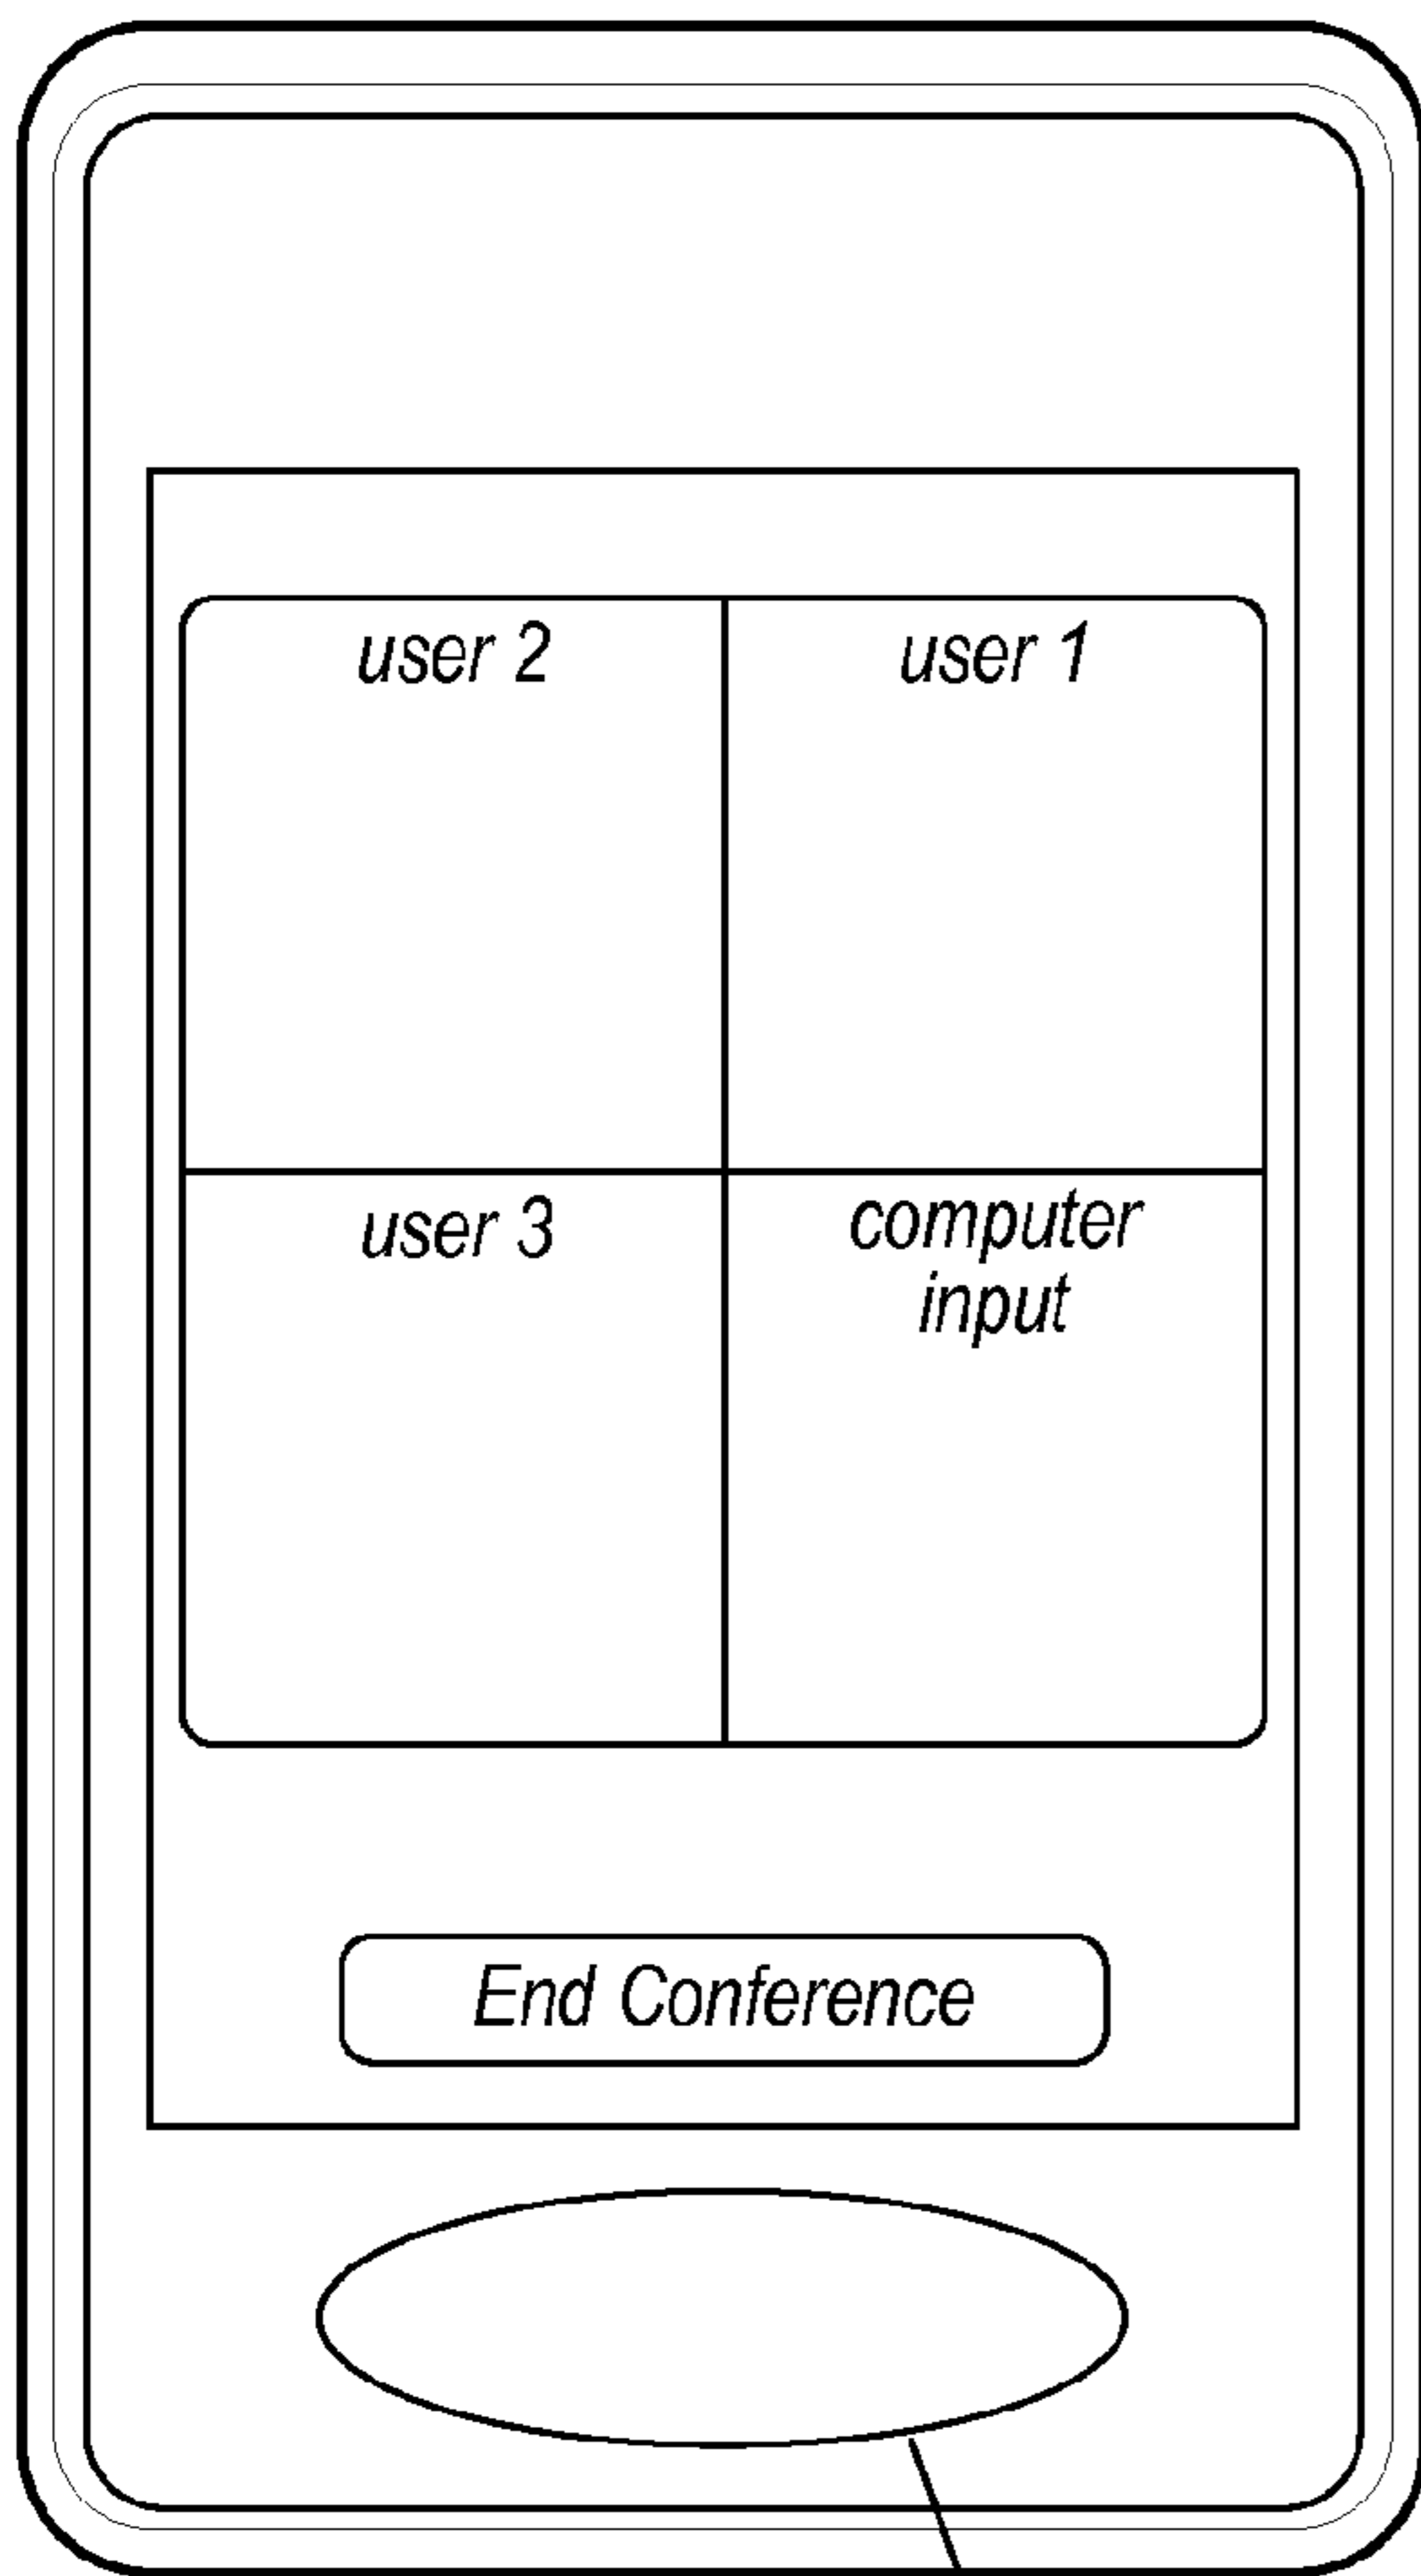 user 2
user 1
user 3
computer
input
End Conference